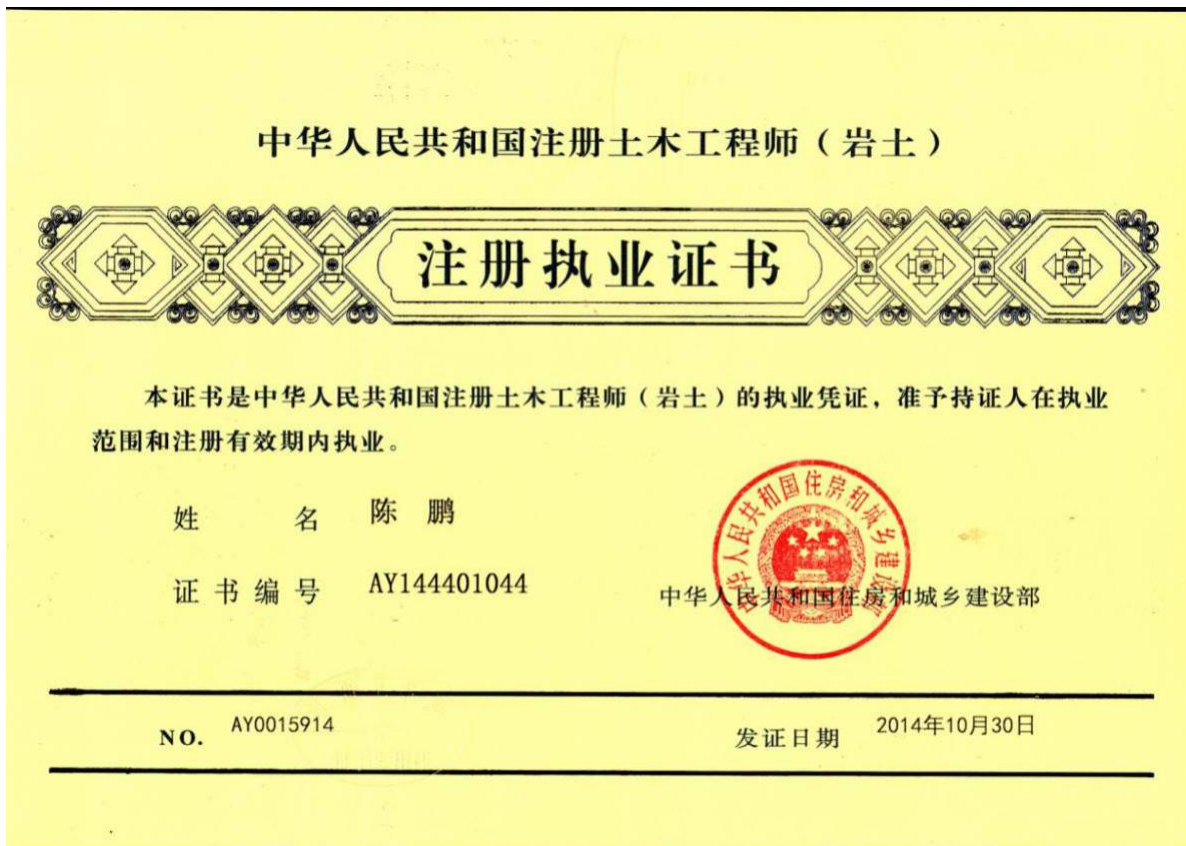 中华人民共和国注册土木工程师（岩土）
注册执业证书
本证书是中华人民共和国注册土木工程师（岩土）的执业凭证，准予持证人在执业
范围和注册有效期内执业。
姓 名 陈 鹏
证书编号 AY144401044
中华人民共和国住房和城乡建设部
中华人民共和国住房和城乡建设部
NO. AY0015914
发证日期 2014年10月30日